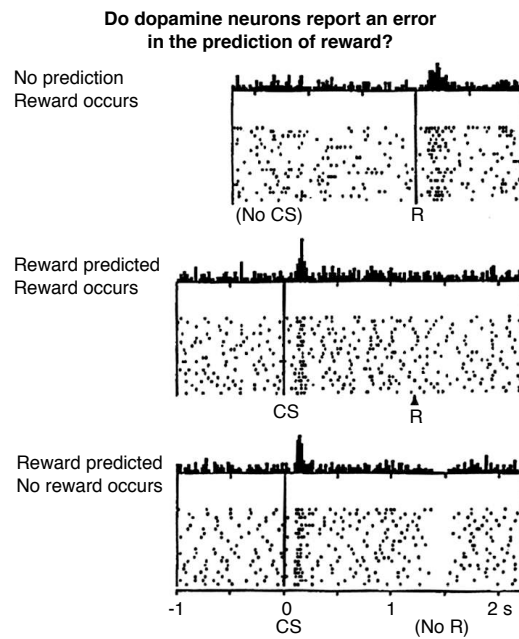 Do dopamine neurons report an error
in the prediction of reward?
No prediction
Reward occurs
(No CS)
R
Reward predicted
Reward occurs
CS
R
Reward predicted
No reward occurs
-1 0 1 2 s
CS (No R)